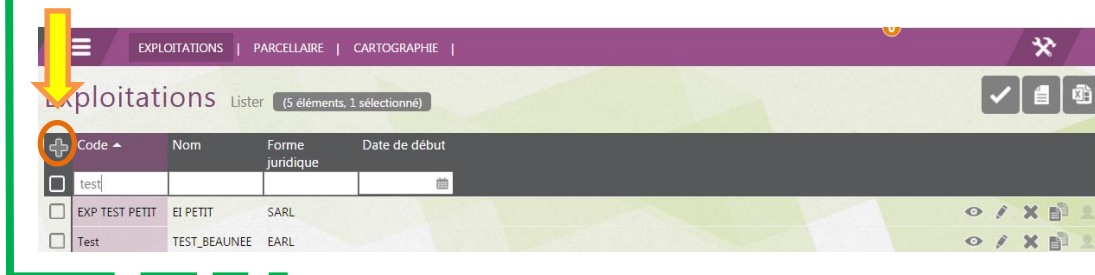 EXPLOITATIONS | PARCELLAIRE | CARTOGRAPHIE |
Exploitations Lister (5 éléments, 1 sélectionné)
Code Nom Forme juridique Date de début
test
EXP TEST PETIT EI PETIT SARL
Test TEST_BEAUNEE EARL